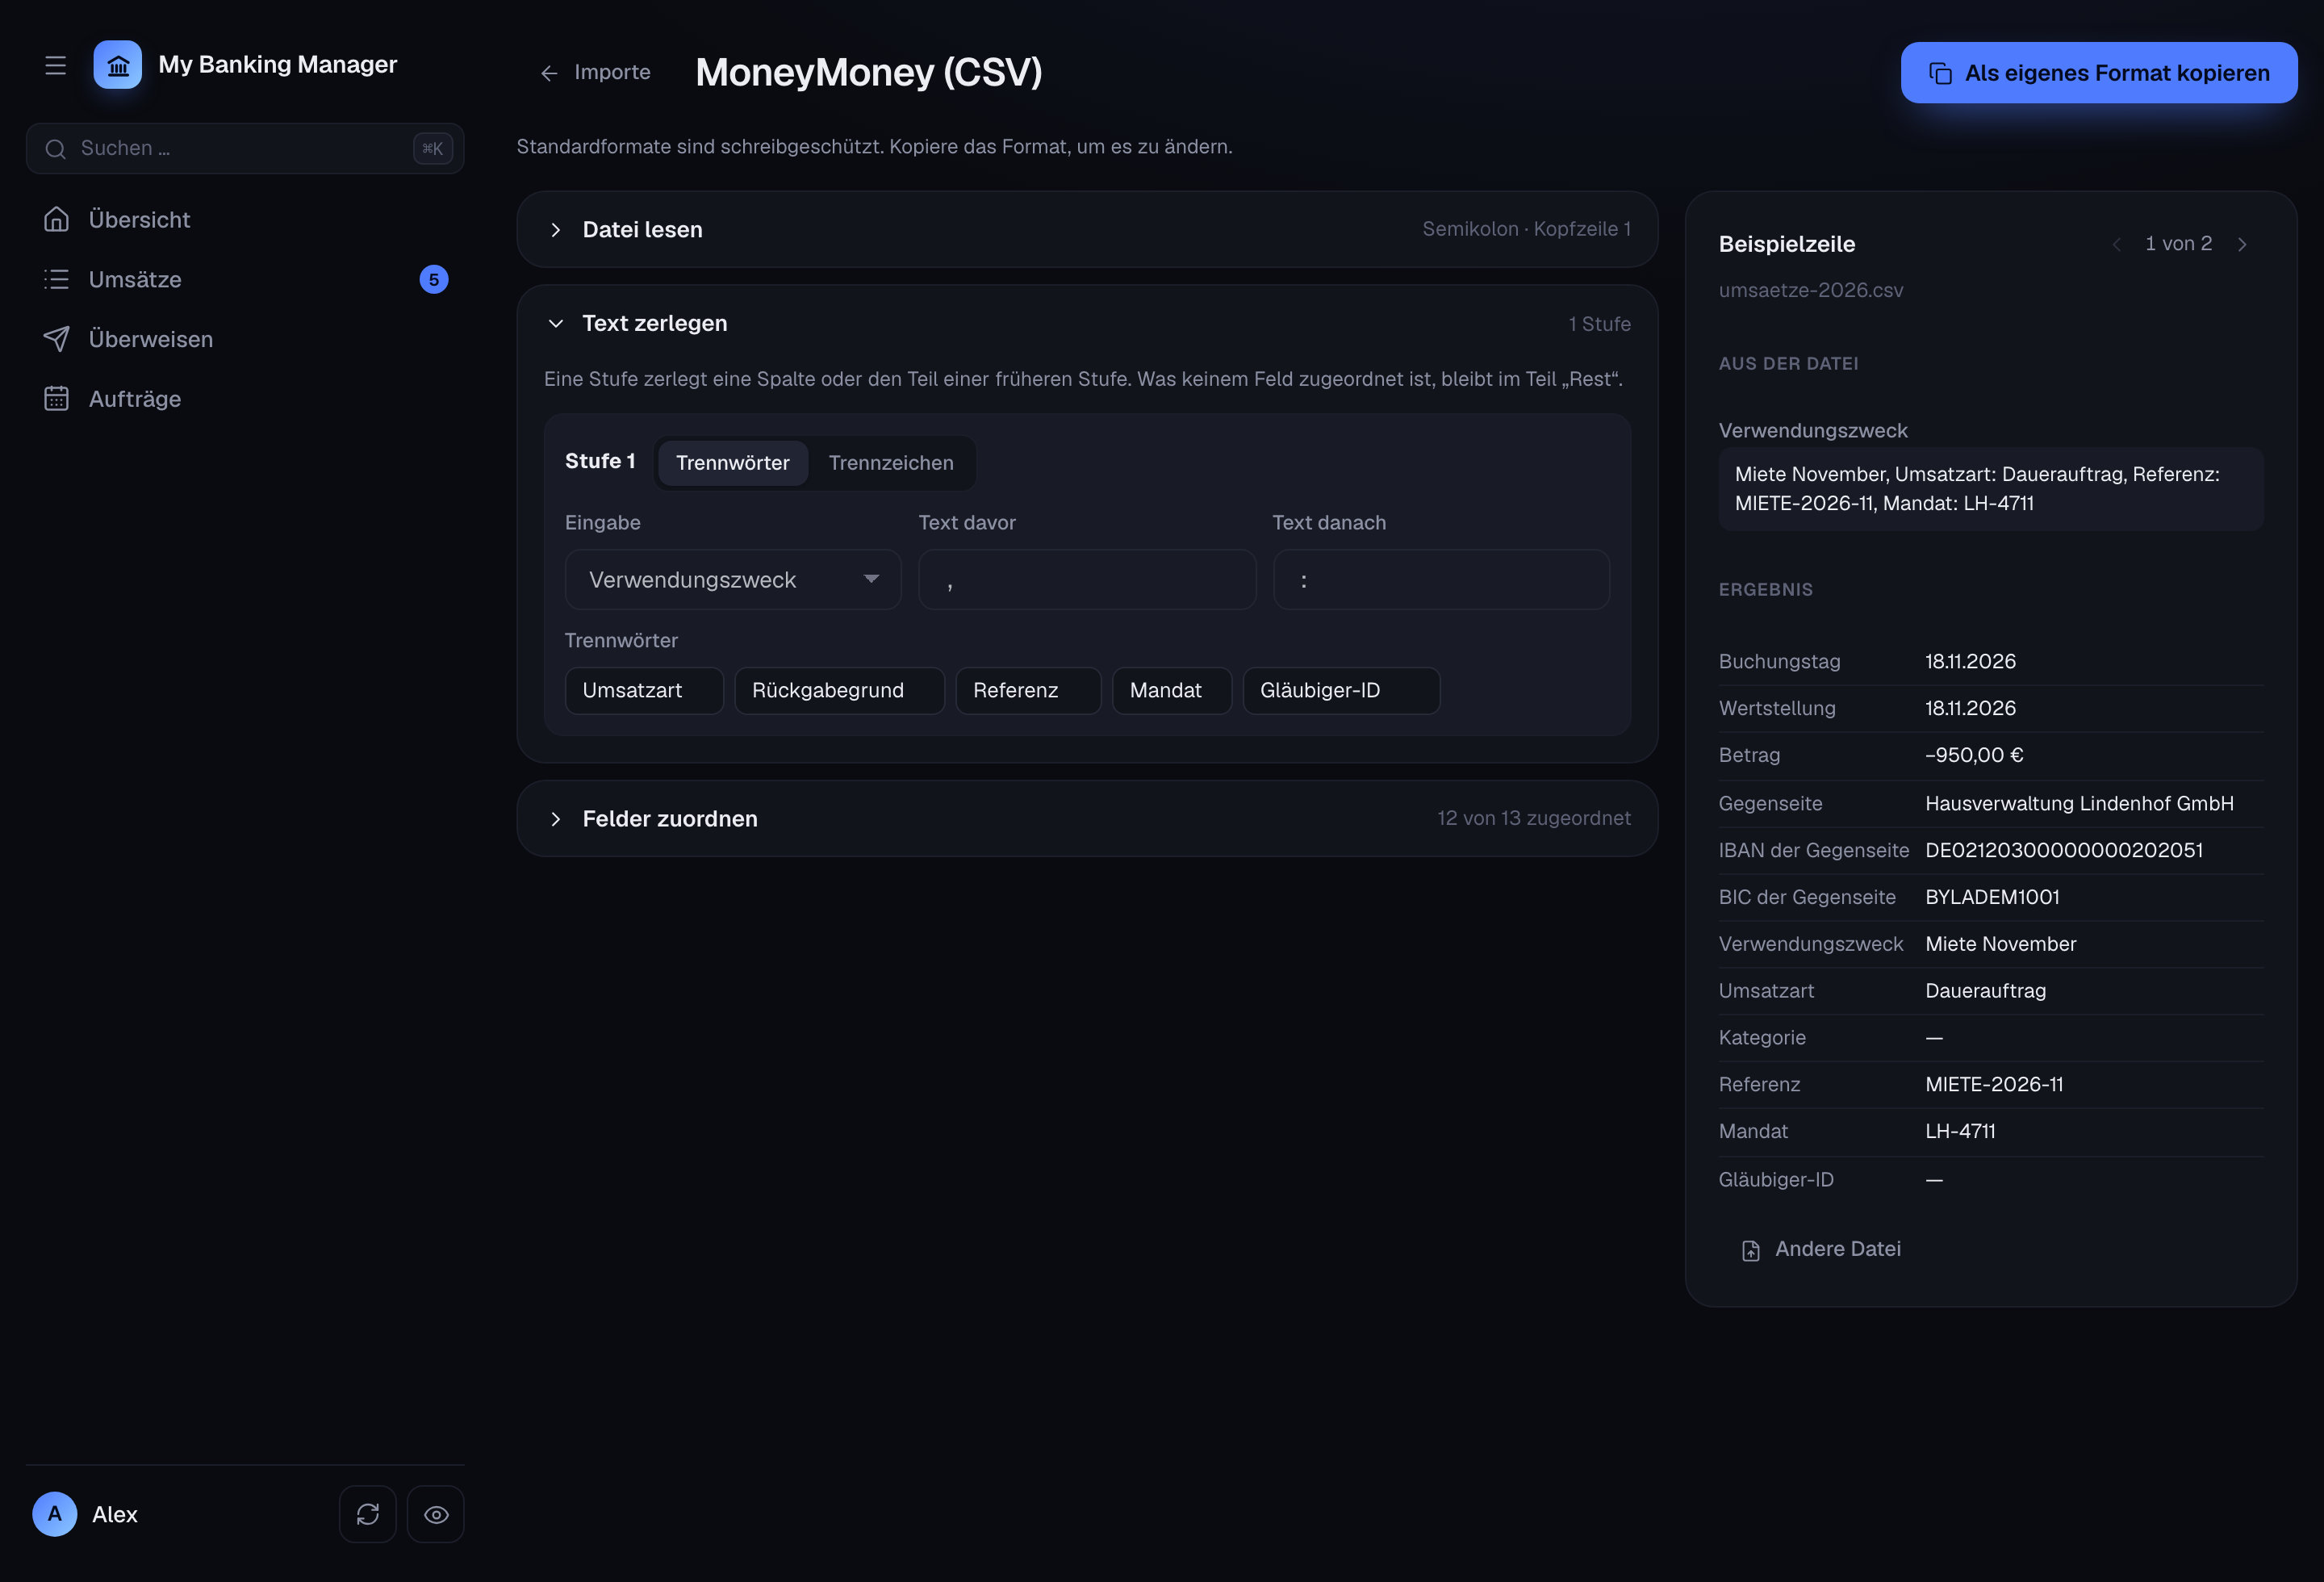 My Banking Manager
Suchen …
⌘K
Übersicht
Umsätze
5
Überweisen
Aufträge
A
Alex
Importe
MoneyMoney (CSV)
Als eigenes Format kopieren
Standardformate sind schreibgeschützt. Kopiere das Format, um es zu ändern.
Datei lesen
Semikolon · Kopfzeile 1
Text zerlegen
1 Stufe
Eine Stufe zerlegt eine Spalte oder den Teil einer früheren Stufe. Was keinem Feld zugeordnet ist, bleibt im Teil „Rest“.
Stufe 1
Trennwörter
Trennzeichen
Eingabe
Text davor
Text danach
Verwendungszweck
,
:
Trennwörter
Umsatzart
Rückgabegrund
Referenz
Mandat
Gläubiger-ID
Felder zuordnen
12 von 13 zugeordnet
Beispielzeile
1 von 2
umsaetze-2026.csv
AUS DER DATEI
Verwendungszweck
Miete November, Umsatzart: Dauerauftrag, Referenz:
MIETE-2026-11, Mandat: LH-4711
ERGEBNIS
Buchungstag 18.11.2026
Wertstellung 18.11.2026
Betrag −950,00 €
Gegenseite Hausverwaltung Lindenhof GmbH
IBAN der Gegenseite DE02120300000000202051
BIC der Gegenseite BYLADEM1001
Verwendungszweck Miete November
Umsatzart Dauerauftrag
Kategorie —
Referenz MIETE-2026-11
Mandat LH-4711
Gläubiger-ID —
Andere Datei